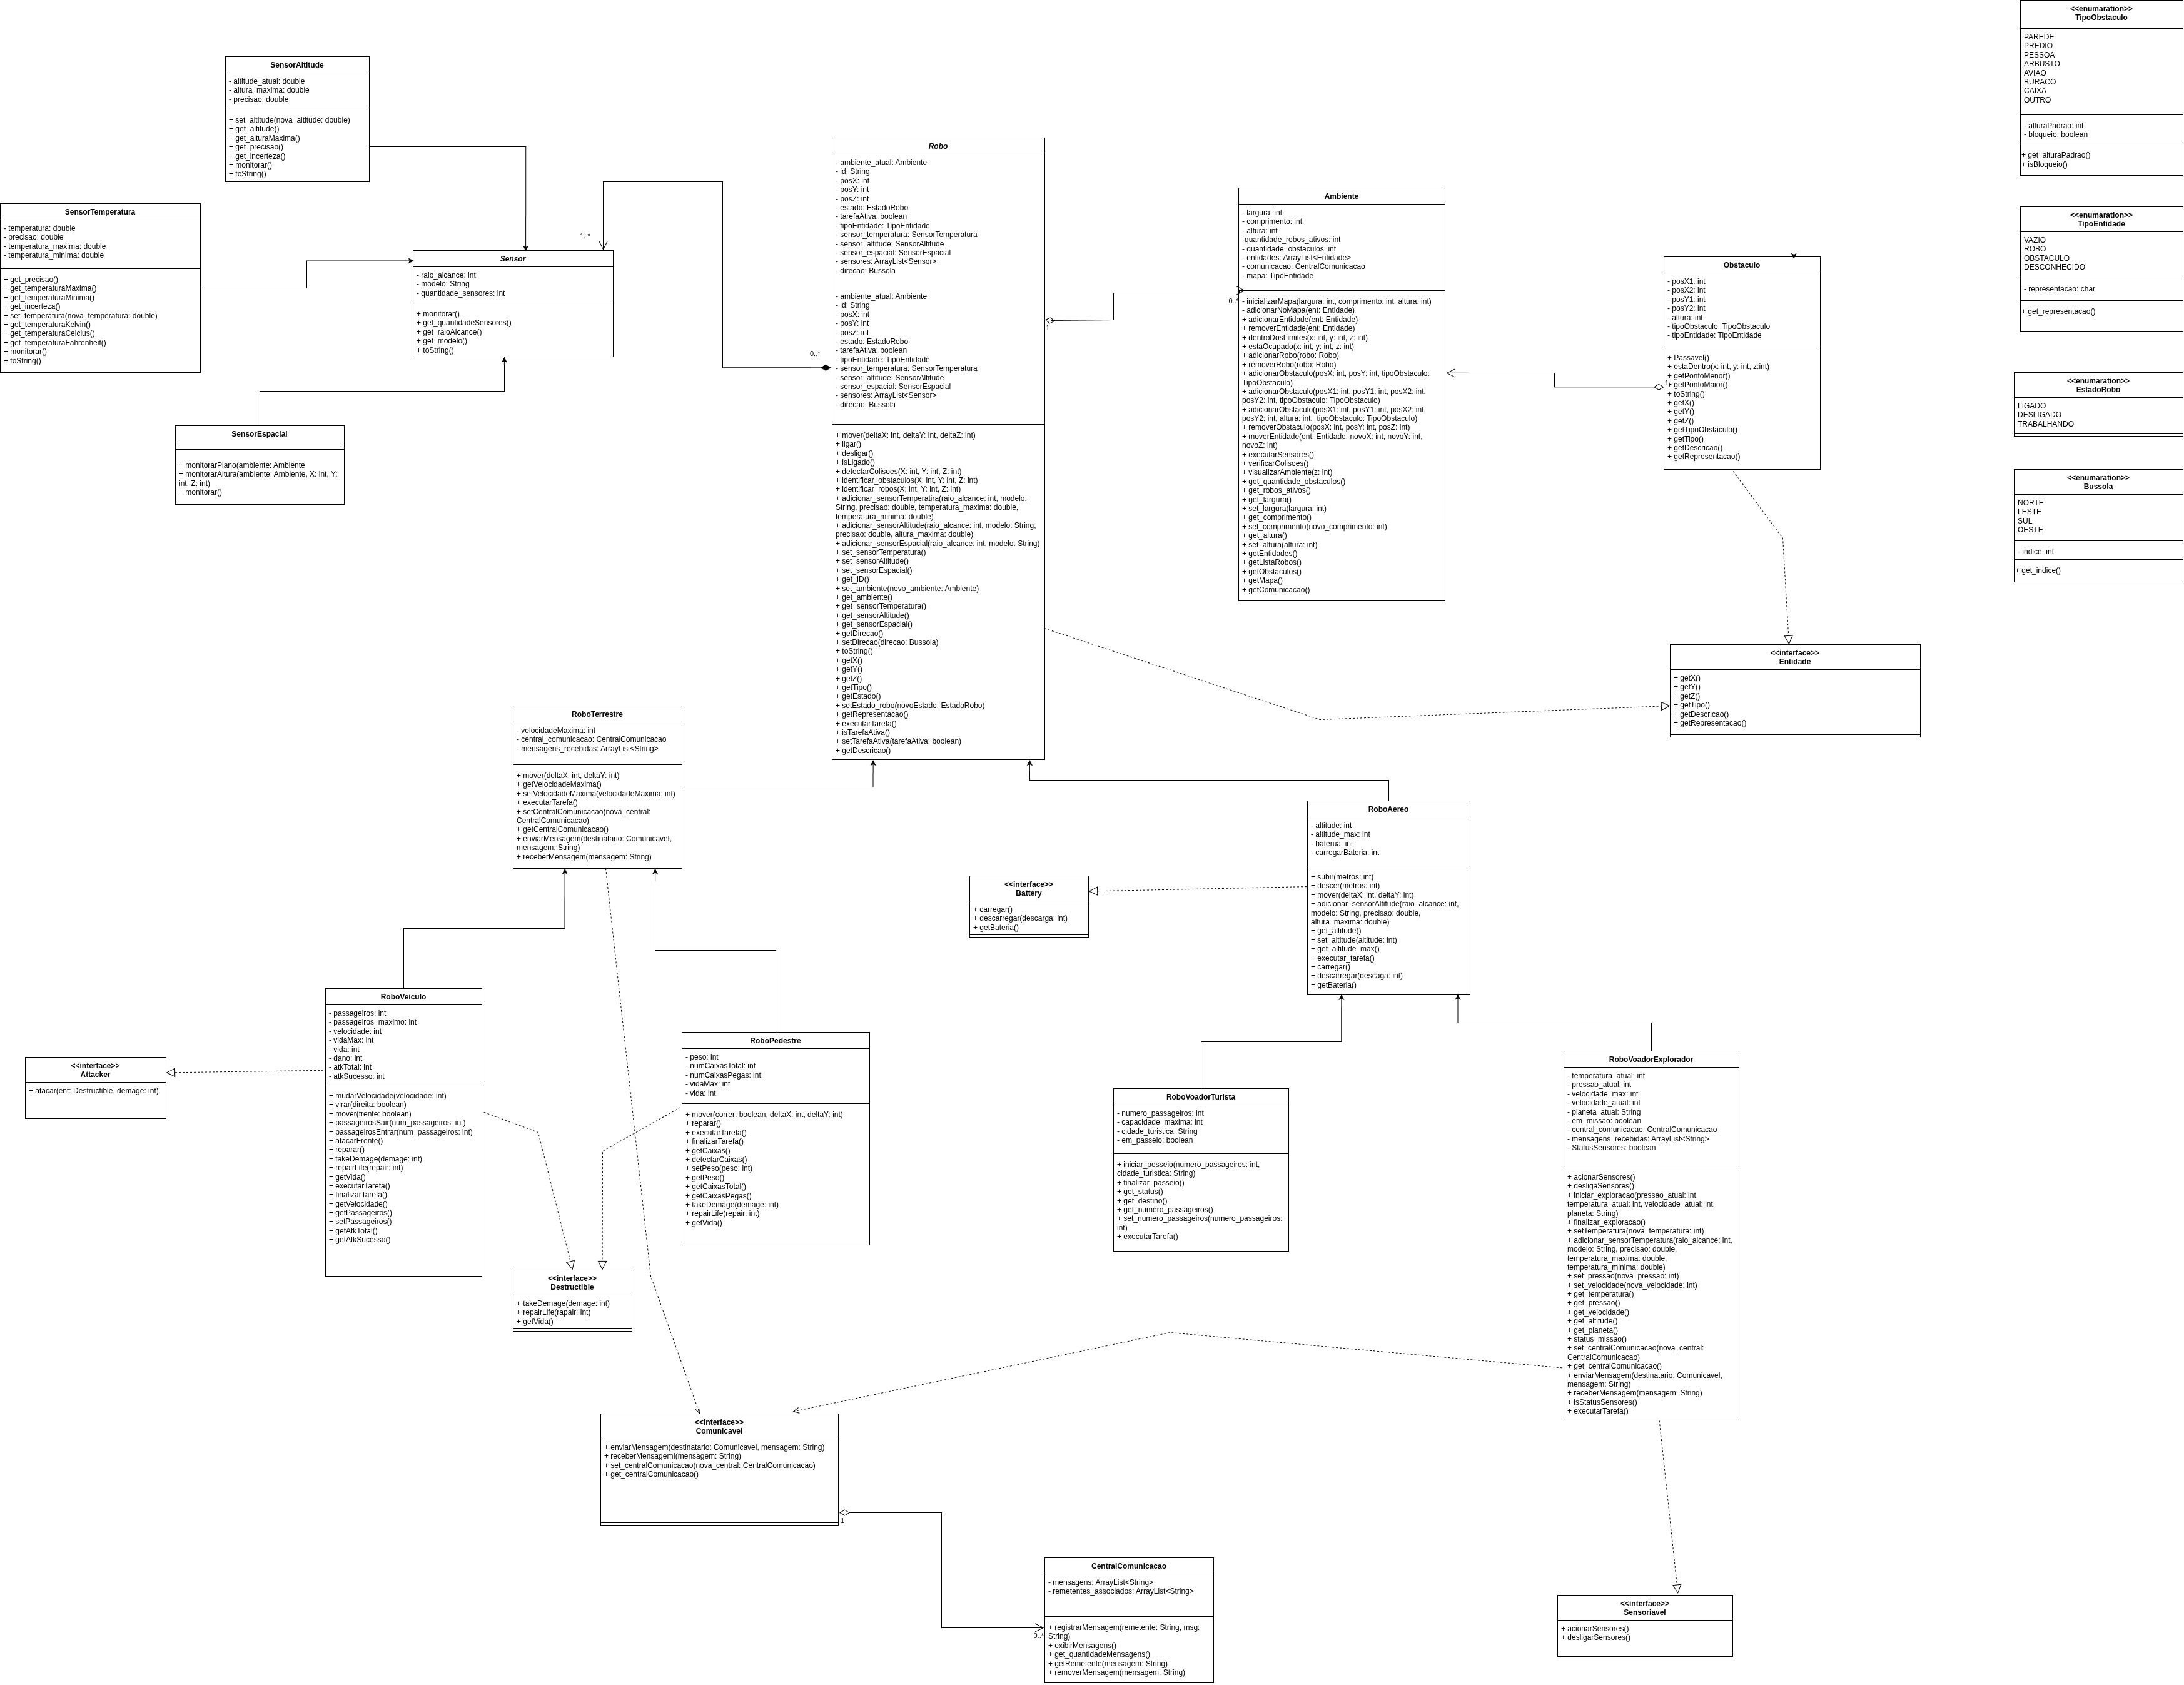 <<enumaration>>
TipoObstaculo
PAREDE
PREDIO
PESSOA
ARBUSTO
AVIAO
BURACO
CAIXA
OUTRO
- alturaPadrao: int
- bloqueio: boolean
+ get_alturaPadrao()
+ isBloqueio()
SensorAltitude
- altitude_atual: double
- altura_maxima: double
- precisao: double
+ set_altitude(nova_altitude: double)
+ get_altitude()
+ get_alturaMaxima()
+ get_precisao()
+ get_incerteza()
+ monitorar()
+ toString()
SensorTemperatura
- temperatura: double
- precisao: double
- temperatura_maxima: double
- temperatura_minima: double
+ get_precisao()
+ get_temperaturaMaxima()
+ get_temperaturaMinima()
+ get_incerteza()
+ set_temperatura(nova_temperatura: double)
+ get_temperaturaKelvin()
+ get_temperaturaCelcius()
+ get_temperaturaFahrenheit()
+ monitorar()
+ toString()
1..*
Sensor
- raio_alcance: int
- modelo: String
- quantidade_sensores: int
+ monitorar()
+ get_quantidadeSensores()
+ get_raioAlcance()
+ get_modelo()
+ toString()
SensorEspacial
+ monitorarPlano(ambiente: Ambiente
+ monitorarAltura(ambiente: Ambiente, X: int, Y:
int, Z: int)
+ monitorar()
0..*
Robo
- ambiente_atual: Ambiente
- id: String
- posX: int
- posY: int
- posZ: int
- estado: EstadoRobo
- tarefaAtiva: boolean
- tipoEntidade: TipoEntidade
- sensor_temperatura: SensorTemperatura
- sensor_altitude: SensorAltitude
- sensor_espacial: SensorEspacial
- sensores: ArrayList<Sensor>
- direcao: Bussola
- ambiente_atual: Ambiente
- id: String
- posX: int
- posY: int
- posZ: int
- estado: EstadoRobo
- tarefaAtiva: boolean
- tipoEntidade: TipoEntidade
- sensor_temperatura: SensorTemperatura
- sensor_altitude: SensorAltitude
- sensor_espacial: SensorEspacial
- sensores: ArrayList<Sensor>
- direcao: Bussola
+ mover(deltaX: int, deltaY: int, deltaZ: int)
+ ligar()
+ desligar()
+ isLigado()
+ detectarColisoes(X: int, Y: int, Z: int)
+ identificar_obstaculos(X: int, Y: int, Z: int)
+ identificar_robos(X; int, Y: int, Z: int)
+ adicionar_sensorTemperatira(raio_alcance: int, modelo:
String, precisao: double, temperatura_maxima: double,
temperatura_minima: double)
+ adicionar_sensorAltitude(raio_alcance: int, modelo: String,
precisao: double, altura_maxima: double)
+ adicionar_sensorEspacial(raio_alcance: int, modelo: String)
+ set_sensorTemperatura()
+ set_sensorAltitude()
+ set_sensorEspacial()
+ get_ID()
+ set_ambiente(novo_ambiente: Ambiente)
+ get_ambiente()
+ get_sensorTemperatura()
+ get_sensorAltitude()
+ get_sensorEspacial()
+ getDirecao()
+ setDirecao(direcao: Bussola)
+ toString()
+ getX()
+ getY()
+ getZ()
+ getTipo()
+ getEstado()
+ setEstado_robo(novoEstado: EstadoRobo)
+ getRepresentacao()
+ executarTarefa()
+ isTarefaAtiva()
+ setTarefaAtiva(tarefaAtiva: boolean)
+ getDescricao()
1
0..*
Ambiente
- largura: int
- comprimento: int
- altura: int
-quantidade_robos_ativos: int
- quantidade_obstaculos: int
- entidades: ArrayList<Entidade>
- comunicacao: CentralComunicacao
- mapa: TipoEntidade
- inicializarMapa(largura: int, comprimento: int, altura: int)
- adicionarNoMapa(ent: Entidade)
+ adicionarEntidade(ent: Entidade)
+ removerEntidade(ent: Entidade)
+ dentroDosLimites(x: int, y: int, z: int)
+ estaOcupado(x: int, y: int, z: int)
+ adicionarRobo(robo: Robo)
+ removerRobo(robo: Robo)
+ adicionarObstaculo(posX: int, posY: int, tipoObstaculo:
TipoObstaculo)
+ adicionarObstaculo(posX1: int, posY1: int, posX2: int,
posY2: int, tipoObstaculo: TipoObstaculo)
+ adicionarObstaculo(posX1: int, posY1: int, posX2: int,
posY2: int, altura: int,  tipoObstaculo: TipoObstaculo)
+ removerObstaculo(posX: int, posY: int, posZ: int)
+ moverEntidade(ent: Entidade, novoX: int, novoY: int,
novoZ: int)
+ executarSensores()
+ verificarColisoes()
+ visualizarAmbiente(z: int)
+ get_quantidade_obstaculos()
+ get_robos_ativos()
+ get_largura()
+ set_largura(largura: int)
+ get_comprimento()
+ set_comprimento(novo_comprimento: int)
+ get_altura()
+ set_altura(altura: int)
+ getEntidades()
+ getListaRobos()
+ getObstaculos()
+ getMapa()
+ getComunicacao()
Obstaculo
- posX1: int
- posX2: int
- posY1: int
- posY2: int
- altura: int
- tipoObstaculo: TipoObstaculo
- tipoEntidade: TipoEntidade
+ Passavel()
+ estaDentro(x: int, y: int, z:int)
+ getPontoMenor()
1
+ getPontoMaior()
+ toString()
+ getX()
+ getY()
+ getZ()
+ getTipoObstaculo()
+ getTipo()
+ getDescricao()
+ getRepresentacao()
<<enumaration>>
TipoEntidade
VAZIO
ROBO
OBSTACULO
DESCONHECIDO
- representacao: char
+ get_representacao()
<<enumaration>>
EstadoRobo
LIGADO
DESLIGADO
TRABALHANDO
<<enumaration>>
Bussola
NORTE
LESTE
SUL
OESTE
- indice: int
+ get_indice()
<<interface>>
Entidade
+ getX()
+ getY()
+ getZ()
+ getTipo()
+ getDescricao()
+ getRepresentacao()
RoboTerrestre
- velocidadeMaxima: int
- central_comunicacao: CentralComunicacao
- mensagens_recebidas: ArrayList<String>
+ mover(deltaX: int, deltaY: int)
+ getVelocidadeMaxima()
+ setVelocidadeMaxima(velocidadeMaxima: int)
+ executarTarefa()
+ setCentralComunicacao(nova_central:
CentralComunicacao)
+ getCentralComunicacao()
+ enviarMensagem(destinatario: Comunicavel,
mensagem: String)
+ receberMensagem(mensagem: String)
RoboAereo
- altitude: int
- altitude_max: int
- baterua: int
- carregarBateria: int
+ subir(metros: int)
+ descer(metros: int)
+ mover(deltaX: int, deltaY: int)
+ adicionar_sensorAltitude(raio_alcance: int,
modelo: String, precisao: double,
altura_maxima: double)
+ get_altitude()
+ set_altitude(altitude: int)
+ get_altitude_max()
+ executar_tarefa()
+ carregar()
+ descarregar(descaga: int)
+ getBateria()
<<interface>>
Battery
+ carregar()
+ descarregar(descarga: int)
+ getBateria()
RoboVeiculo
- passageiros: int
- passageiros_maximo: int
- velocidade: int
- vidaMax: int
- vida: int
- dano: int
- atkTotal: int
- atkSucesso: int
+ mudarVelocidade(velocidade: int)
+ virar(direita: boolean)
+ mover(frente: boolean)
+ passageirosSair(num_passageiros: int)
+ passageirosEntrar(num_passageiros: int)
+ atacarFrente()
+ reparar()
+ takeDemage(demage: int)
+ repairLife(repair: int)
+ getVida()
+ executarTarefa()
+ finalizarTarefa()
+ getVelocidade()
+ getPassageiros()
+ setPassageiros()
+ getAtkTotal()
+ getAtkSucesso()
<<interface>>
Attacker
+ atacar(ent: Destructible, demage: int)
RoboPedestre
- peso: int
- numCaixasTotal: int
- numCaixasPegas: int
- vidaMax: int
- vida: int
+ mover(correr: boolean, deltaX: int, deltaY: int)
+ reparar()
+ executarTarefa()
+ finalizarTarefa()
+ getCaixas()
+ detectarCaixas()
+ setPeso(peso: int)
+ getPeso()
+ getCaixasTotal()
+ getCaixasPegas()
+ takeDemage(demage: int)
+ repairLife(repair: int)
+ getVida()
RoboVoadorTurista
- numero_passageiros: int
- capacidade_maxima: int
- cidade_turistica: String
- em_passeio: boolean
+ iniciar_pesseio(numero_passageiros: int,
cidade_turistica: String)
+ finalizar_passeio()
+ get_status()
+ get_destino()
+ get_numero_passageiros()
+ set_numero_passageiros(numero_passageiros:
int)
+ executarTarefa()
RoboVoadorExplorador
- temperatura_atual: int
- pressao_atual: int
- velocidade_max: int
- velocidade_atual: int
- planeta_atual: String
- em_missao: boolean
- central_comunicacao: CentralComunicacao
- mensagens_recebidas: ArrayList<String>
- StatusSensores: boolean
+ acionarSensores()
+ desligaSensores()
+ iniciar_exploracao(pressao_atual: int,
temperatura_atual: int, velocidade_atual: int,
planeta: String)
+ finalizar_exploracao()
+ setTemperatura(nova_temperatura: int)
+ adicionar_sensorTemperatura(raio_alcance: int,
modelo: String, precisao: double,
temperatura_maxima: double,
temperatura_minima: double)
+ set_pressao(nova_pressao: int)
+ set_velocidade(nova_velocidade: int)
+ get_temperatura()
+ get_pressao()
+ get_velocidade()
+ get_altitude()
+ get_planeta()
+ status_missao()
+ set_centralComunicacao(nova_central:
CentralComunicacao)
+ get_centralComunicacao()
+ enviarMensagem(destinatario: Comunicavel,
mensagem: String)
+ receberMensagem(mensagem: String)
+ isStatusSensores()
+ executarTarefa()
<<interface>>
Destructible
+ takeDemage(demage: int)
+ repairLife(rapair: int)
+ getVida()
<<interface>>
Comunicavel
+ enviarMensagem(destinatario: Comunicavel, mensagem: String)
+ receberMensageml(mensagem: String)
+ set_centralComunicacao(nova_central: CentralComunicacao)
+ get_centralComunicacao()
1
0..*
CentralComunicacao
- mensagens: ArrayList<String>
- remetentes_associados: ArrayList<String>
+ registrarMensagem(remetente: String, msg:
String)
+ exibirMensagens()
+ get_quantidadeMensagens()
+ getRemetente(mensagem: String)
+ removerMensagem(mensagem: String)
<<interface>>
Sensoriavel
+ acionarSensores()
+ desligarSensores()